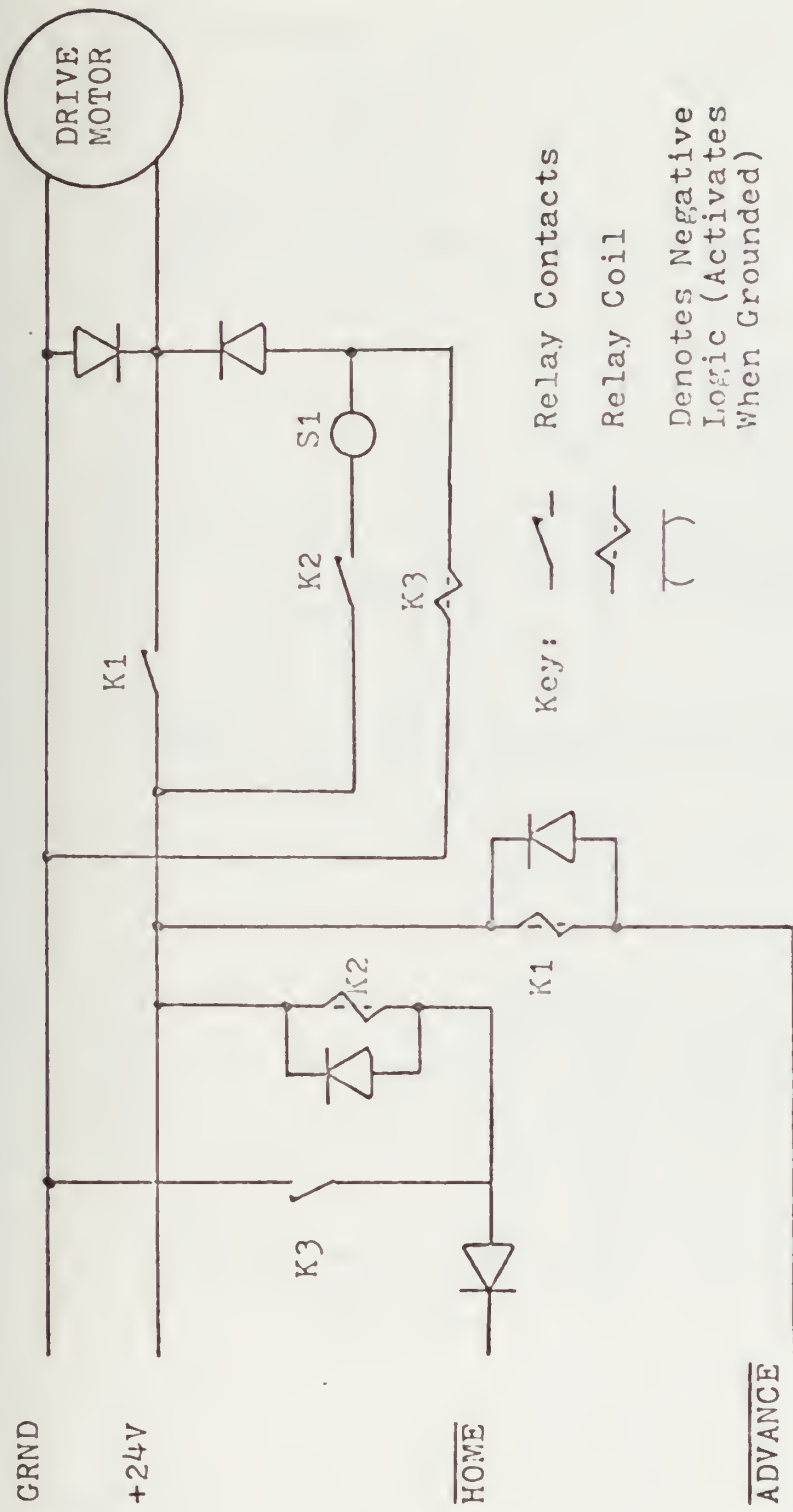 GRND
+24V
HOME
ADVANCE
DRIVE
MOTOR
K1
K2
S1
K3
K2
K3
K1
Key:
Relay Contacts
Relay Coil
Denotes Negative
Logic (Activates
When Grounded)